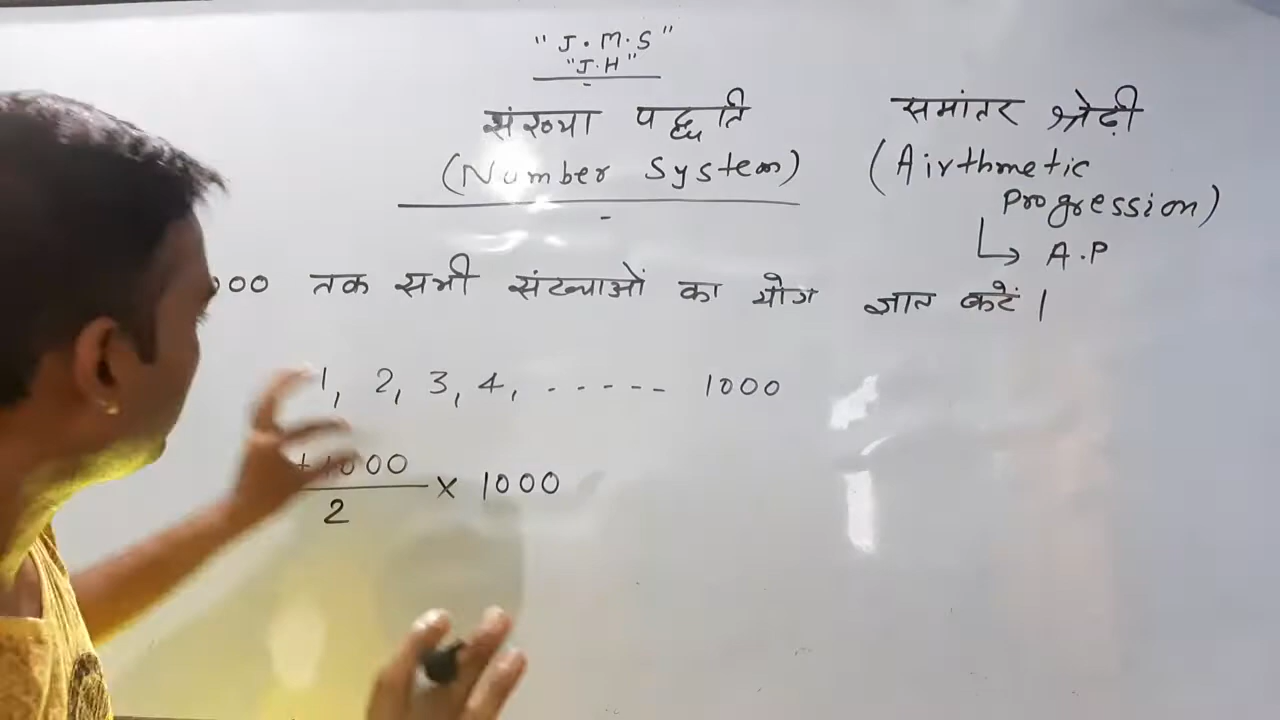 "J.M.S"
"J.H"
संख्या पद्धति
(Number System)
समांतर श्रेढ़ी
(Airthmetic
Progression)
↳ A.P
000 तक सभी संख्याओं का योग ज्ञात करें।
1, 2, 3, 4, ------ 1000
+ 1000
2
× 1000